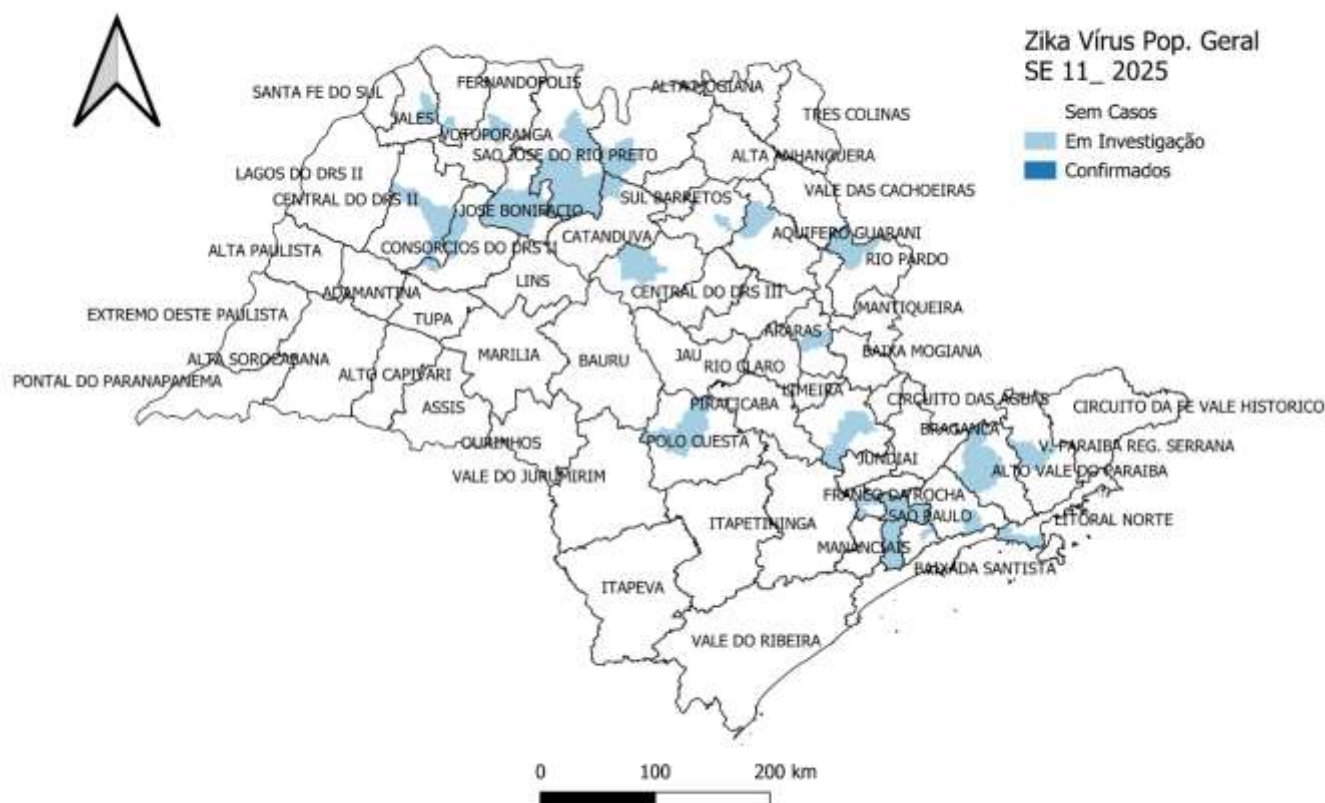 Zika Vírus Pop. Geral
SE 11_ 2025
Sem Casos
Em Investigação
Confirmados
FERNANDOPOLIS
ALTA MOGIANA
SANTA FE DO SUL
JALES
TRES COLINAS
VOTUPORANGA
SAO JOSE DO RIO PRETO
ALTA ANHANGUERA
LAGOS DO DRS II
CENTRAL DO DRS II
VALE DAS CACHOEIRAS
SUL BARRETOS
JOSE BONIFACIO
AQUIFERO GUARANI
CATANDUVA
ALTA PAULISTA
CONSORCIOS DO DRS II
RIO PARDO
LINS
ADAMANTINA
CENTRAL DO DRS III
MANTIQUEIRA
EXTREMO OESTE PAULISTA
TUPA
ARARAS
BAIXA MOGIANA
ALTA SOROCABANA
MARILIA
BAURU
JAU
RIO CLARO
PONTAL DO PARANAPANEMA
ALTO CAPIVARI
LIMEIRA
CIRCUITO DAS AGUAS
PIRACICABA
ASSIS
CIRCUITO DA FE VALE HISTORICO
BRAGANCA
OURINHOS
POLO CUESTA
V. PARAIBA REG. SERRANA
JUNDIAI
ALTO VALE DO PARAIBA
VALE DO JURUMIRIM
FRANCO DA ROCHA
SAO PAULO
LITORAL NORTE
ITAPETININGA
MANANCIAIS
BAIXADA SANTISTA
ITAPEVA
VALE DO RIBEIRA
0 100 200 km